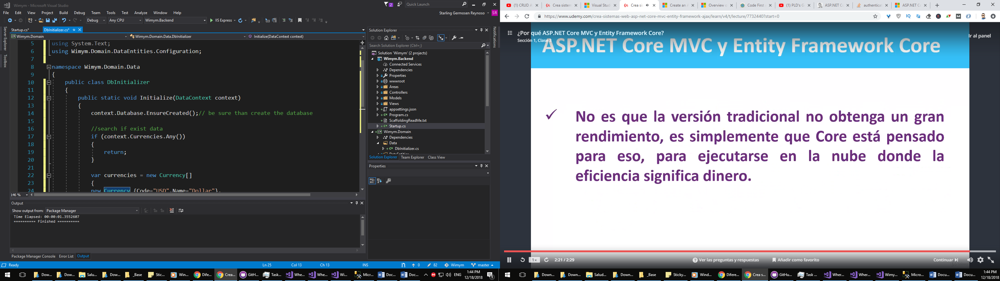 Wimym - Microsoft Visual Studio
2
Quick Launch
File Edit View Project Build Debug Team Tools Test Analyze Window Help
Starling Germosen Reynoso SR
Debug Any CPU Wimym.Backend IIS Express
Server Explorer
Toolbox
Startup.cs* DbInitializer.cs*
Wimym.Domain Wimym.Domain.Data.DbInitializer Initialize(DataContext context)
5 using System.Text;
6 using Wimym.Domain.DataEntities.Configuration;
7
8 namespace Wimym.Domain.Data
9 {
10 public class DbInitializer
11 {
12 public static void Initialize(DataContext context)
13 {
14 context.Database.EnsureCreated();// be sure than create the database
15
16 //search if exist data
17 if (context.Currencies.Any())
18 {
19 return;
20 }
21
22 var currencies = new Currency[]
23 {
24 new Currency {Code="USD",Name="Dollar"},
146 %
Output
Show output from: Package Manager
Time Elapsed: 00:00:01.3552607
========== Finished ==========
Package Manager Console Error List Output
Solution Explorer
Search Solution Explorer (Ctrl+;)
Solution 'Wimym' (2 projects)
Wimym.Backend
Connected Services
Dependencies
Properties
wwwroot
Areas
Controllers
Models
Views
appsettings.json
Program.cs
ScaffoldingReadMe.txt
Startup.cs
Wimym.Domain
Dependencies
Data
DbInitializer.cs
DataEntities
Solution Explorer Team Explorer Class View
Properties
Notifications
Ready Ln 25 Col 13 Ch 13 INS 0 82 Wimym master
Dow... Dow... Salu... Dow... _Base Stic... Win... Dife... Crea... GitH... Task... Whe... Whe... Wi... Micr... Doc... Doc... ENG 1:44 PM
12/18/2018
1
(1) CRUD A Crea sistem Visual Studi Crea si Create an A Overview o Code First (1) PLD's G ASP.NET Co authentica ASP.NET Co
https://www.udemy.com/crea-sistemas-web-asp-net-core-mvc-entity-framework-ajax/learn/v4/t/lecture/7732440?start=0
IQ
M
¿Por qué ASP.NET Core MVC y Entity Framework Core?
Sección 1, Clase 3
Ir al panel
ASP.NET Core MVC y Entity Framework Core
✓ No es que la versión tradicional no obtenga un gran
rendimiento, es simplemente que Core está pensado
para eso, para ejecutarse en la nube donde la
eficiencia significa dinero.
1x 2:21 / 2:29 Ver las preguntas y respuestas Añadir como favorito Continuar
Down... Down... Salud... Down... _Base Sticky... Wind... Difere... Crea s... GitHu... Task ... Wher... Wher... Wimy... Micro... Docu... Docu... 1:44 PM
12/18/2018